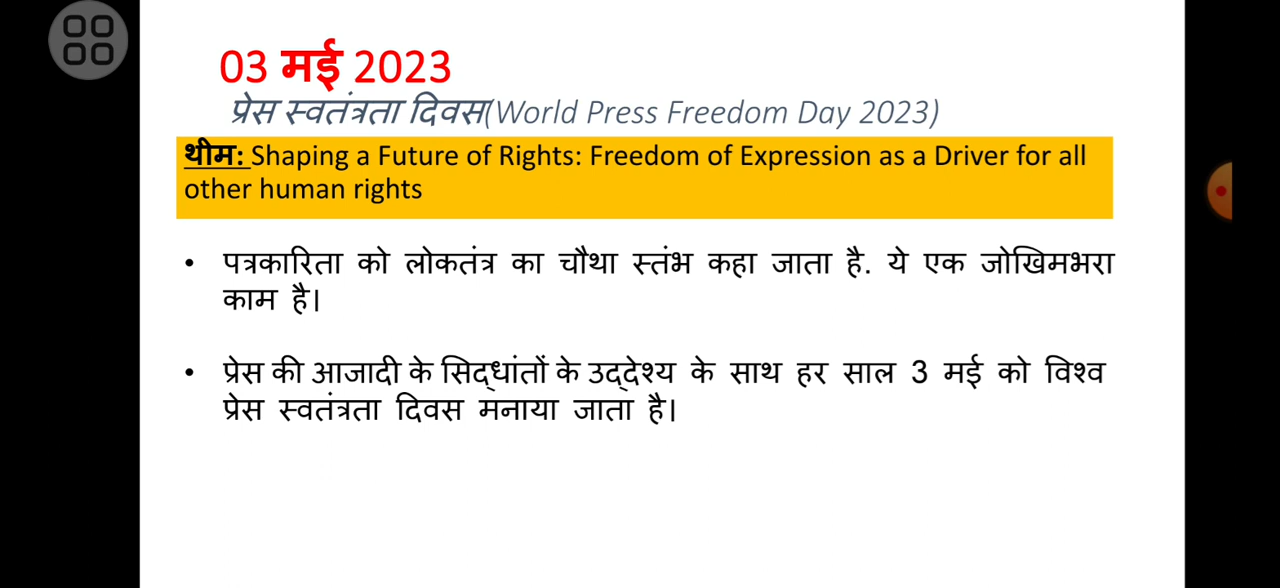 03 मई 2023
प्रेस स्वतंत्रता दिवस(World Press Freedom Day 2023)
थीम: Shaping a Future of Rights: Freedom of Expression as a Driver for all
other human rights
• पत्रकारिता को लोकतंत्र का चौथा स्तंभ कहा जाता है. ये एक जोखिमभरा
काम है।
• प्रेस की आजादी के सिद्धांतों के उद्देश्य के साथ हर साल 3 मई को विश्व
प्रेस स्वतंत्रता दिवस मनाया जाता है।